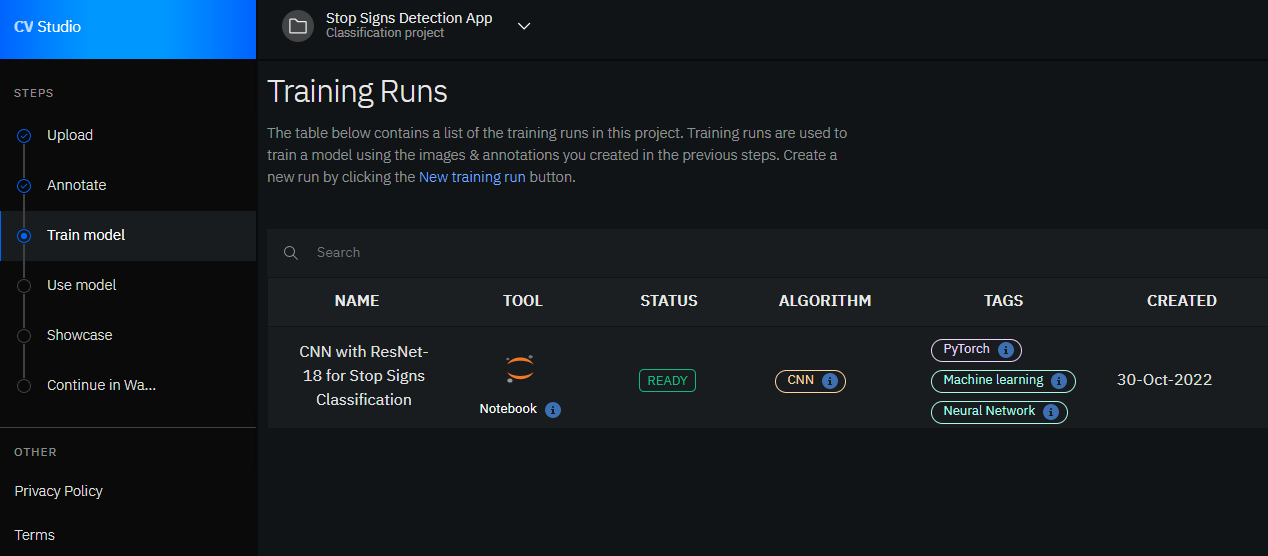 CV Studio
Stop Signs Detection App
Classification project
STEPS
Upload
Annotate
Train model
Use model
Showcase
Continue in Wa...
OTHER
Privacy Policy
Terms
Training Runs
The table below contains a list of the training runs in this project. Training runs are used to
train a model using the images & annotations you created in the previous steps. Create a
new run by clicking the New training run button.
Search
NAME TOOL STATUS ALGORITHM TAGS CREATED
CNN with ResNet-
18 for Stop Signs
Classification
Notebook
READY
CNN
PyTorch
Machine learning
Neural Network
30-Oct-2022